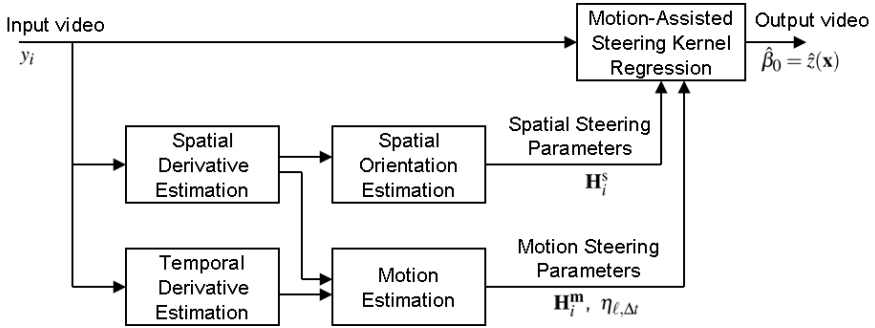 Input video
y_i
Motion-Assisted
Steering Kernel
Regression
Output video
β̂₀ = ẑ(x)
Spatial
Derivative
Estimation
Spatial
Orientation
Estimation
Spatial Steering
Parameters
H_i^s
Temporal
Derivative
Estimation
Motion
Estimation
Motion Steering
Parameters
H_i^m, η_{ℓ,Δt}